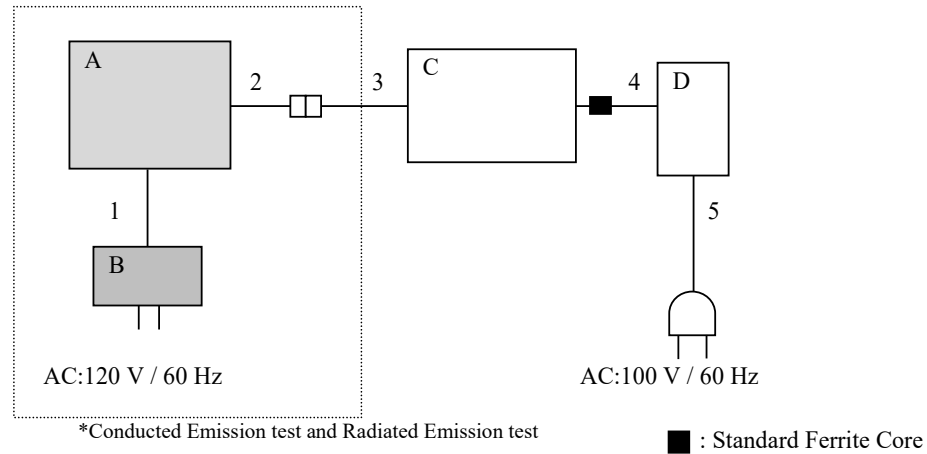 A
2
3
C
4
D
1
5
B
AC:120 V / 60 Hz
AC:100 V / 60 Hz
*Conducted Emission test and Radiated Emission test
: Standard Ferrite Core